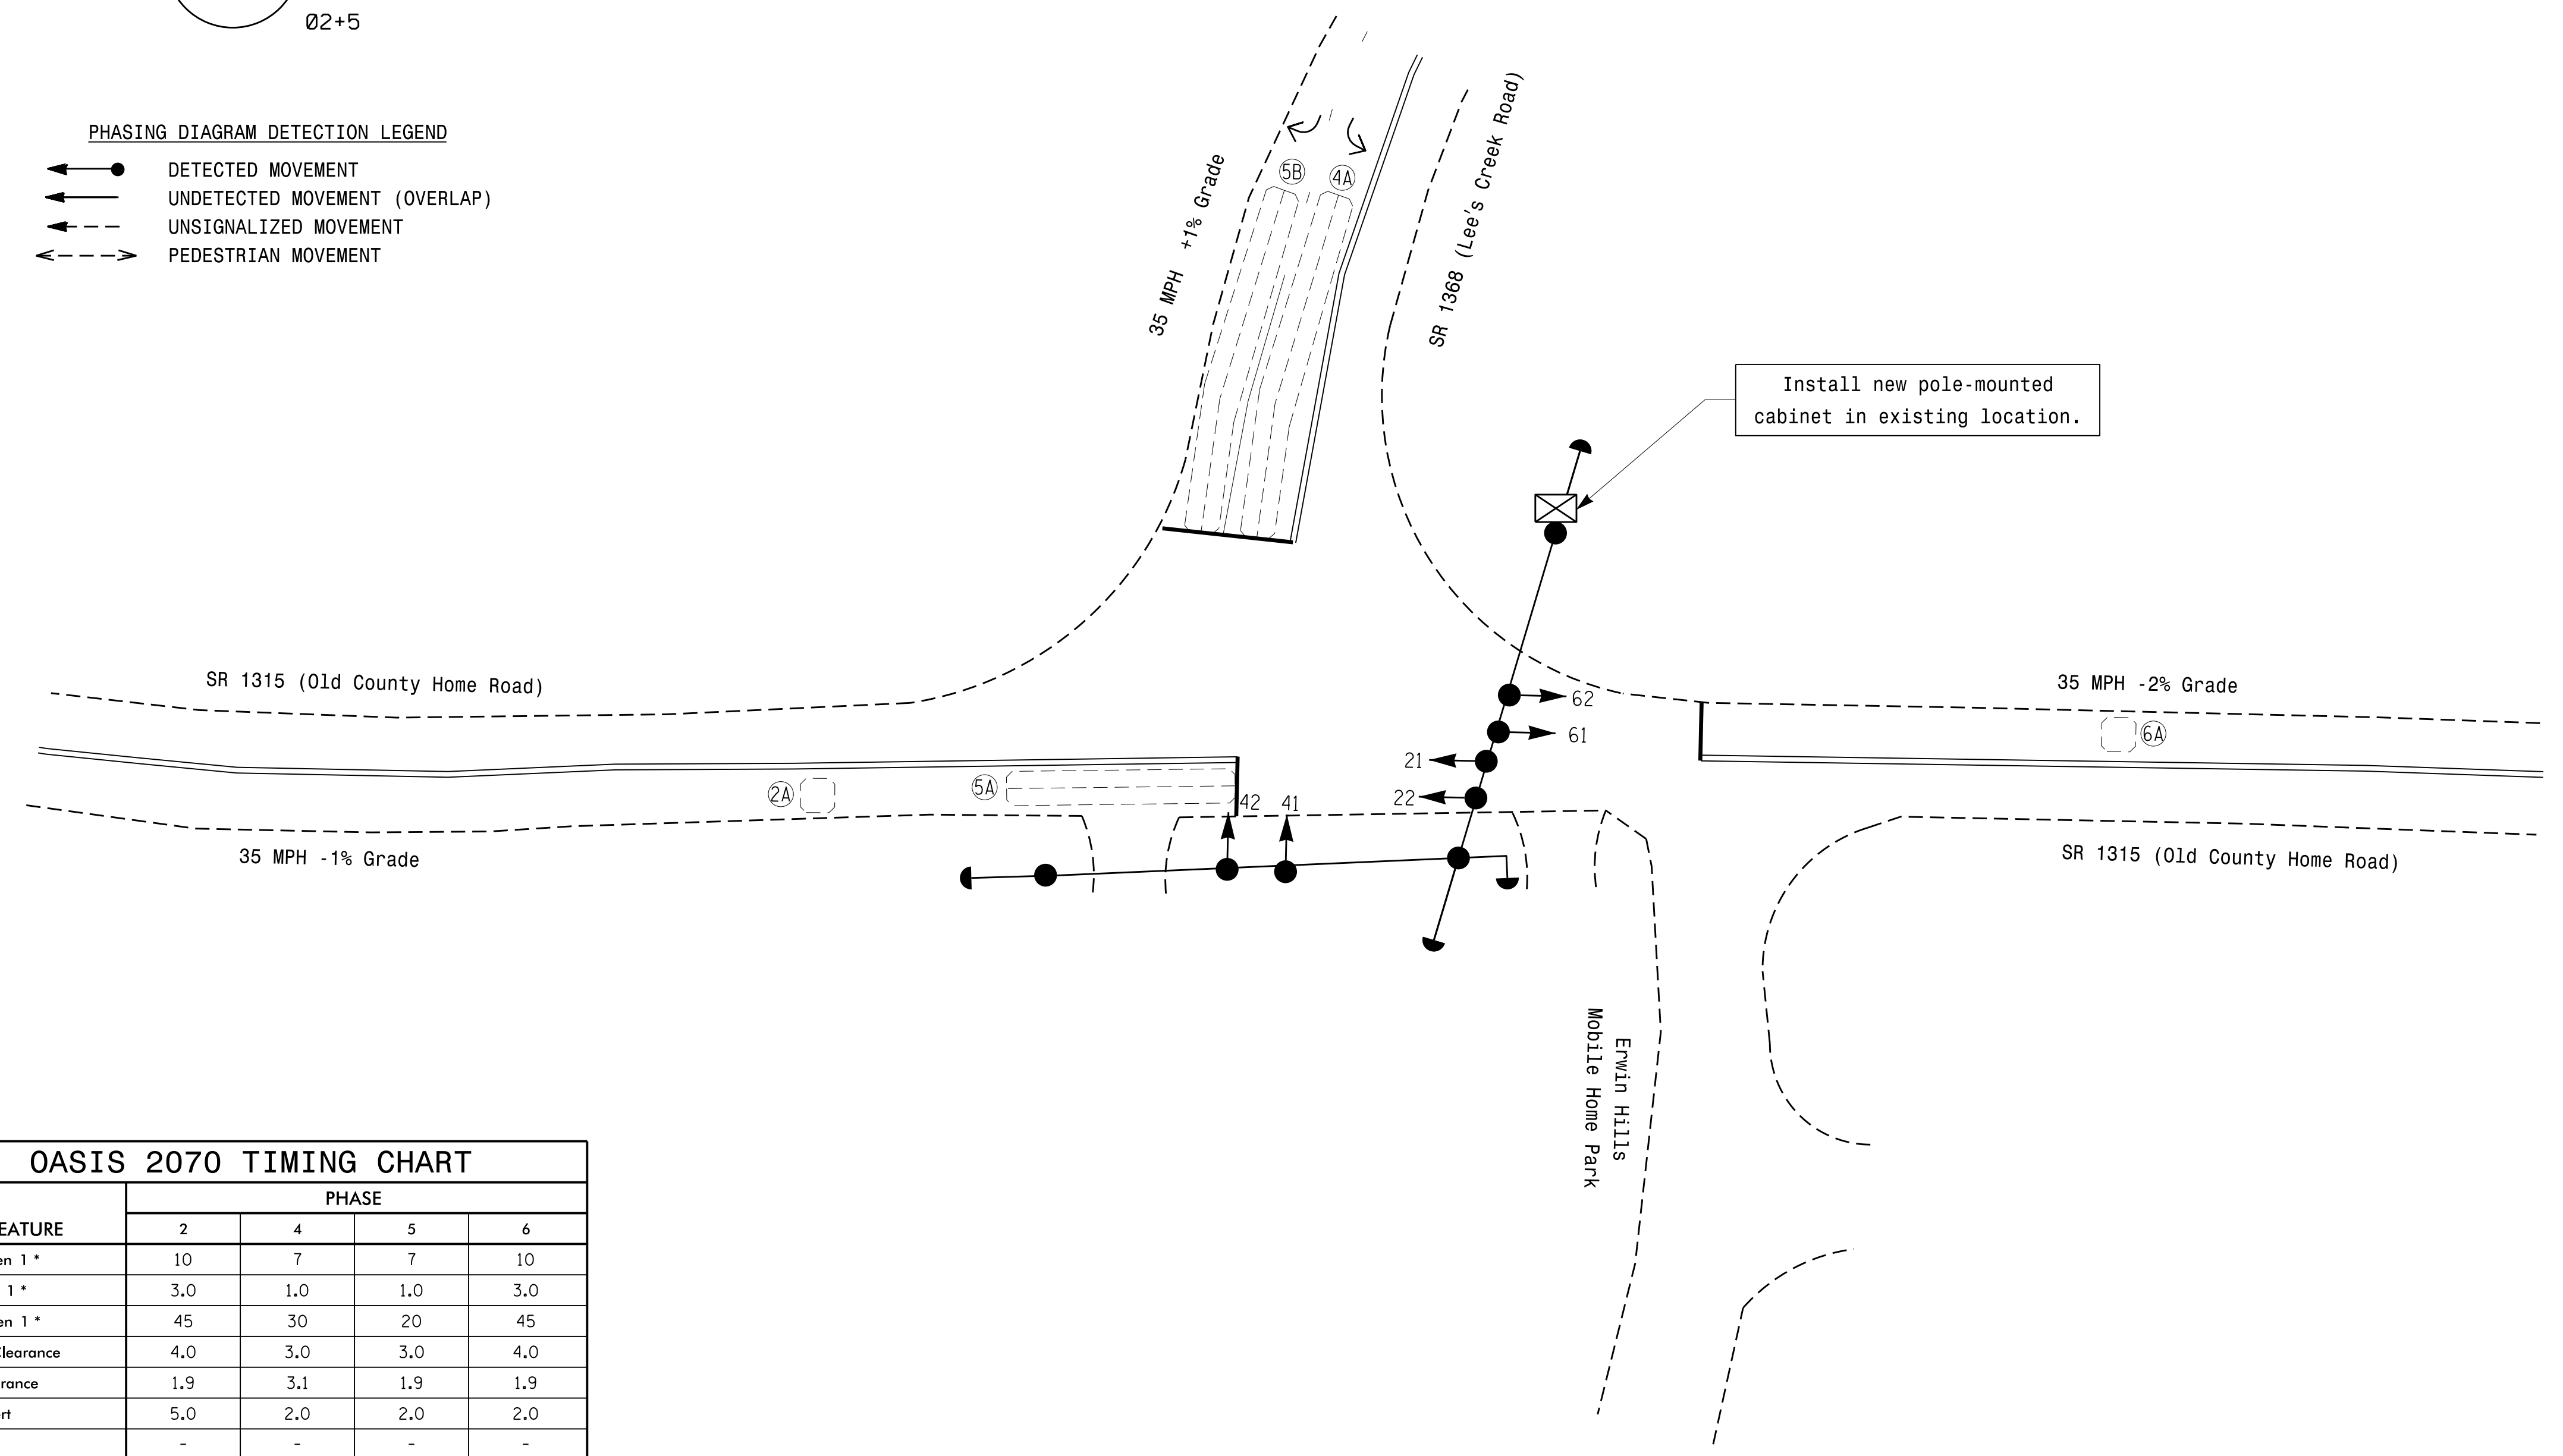 Ø2+5
PHASING DIAGRAM DETECTION LEGEND
DETECTED MOVEMENT
UNDETECTED MOVEMENT (OVERLAP)
UNSIGNALIZED MOVEMENT
PEDESTRIAN MOVEMENT
35 MPH +1% Grade
5B
4A
SR 1368 (Lee's Creek Road)
Install new pole-mounted
cabinet in existing location.
SR 1315 (Old County Home Road)
35 MPH -2% Grade
62
61
6A
21
22
2A
5A
42
41
35 MPH -1% Grade
SR 1315 (Old County Home Road)
Erwin Hills
Mobile Home Park
OASIS 2070 TIMING CHART
PHASE
EATURE 2 4 5 6
en 1 * 10 7 7 10
1 * 3.0 1.0 1.0 3.0
en 1 * 45 30 20 45
Clearance 4.0 3.0 3.0 4.0
rance 1.9 3.1 1.9 1.9
rt 5.0 2.0 2.0 2.0
- - - -